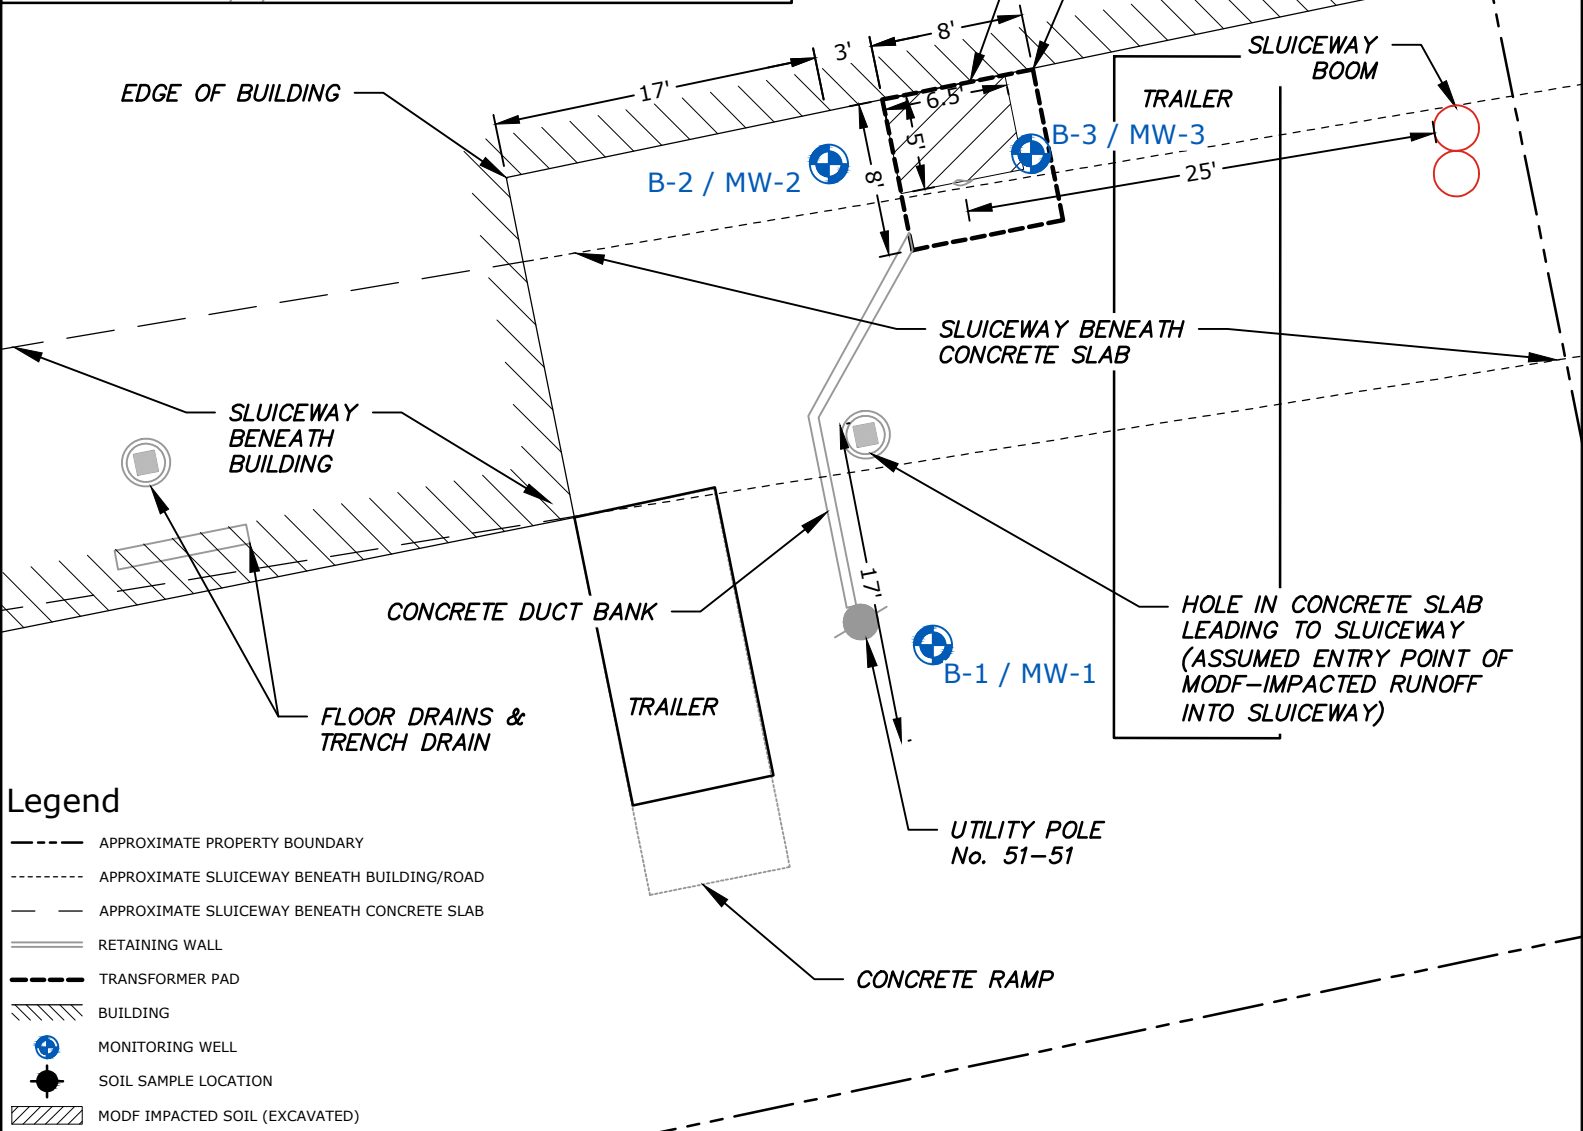 8'
3'
17'
SLUICEWAY
BOOM
EDGE OF BUILDING
TRAILER
6.5'
5'
B-3 / MW-3
B-2 / MW-2
8'
25'
SLUICEWAY BENEATH
CONCRETE SLAB
SLUICEWAY
BENEATH
BUILDING
17'
CONCRETE DUCT BANK
HOLE IN CONCRETE SLAB
LEADING TO SLUICEWAY
(ASSUMED ENTRY POINT OF
MODF-IMPACTED RUNOFF
INTO SLUICEWAY)
B-1 / MW-1
TRAILER
FLOOR DRAINS &
TRENCH DRAIN
UTILITY POLE
No. 51-51
CONCRETE RAMP
Legend
APPROXIMATE PROPERTY BOUNDARY
APPROXIMATE SLUICEWAY BENEATH BUILDING/ROAD
APPROXIMATE SLUICEWAY BENEATH CONCRETE SLAB
RETAINING WALL
TRANSFORMER PAD
BUILDING
MONITORING WELL
SOIL SAMPLE LOCATION
MODF IMPACTED SOIL (EXCAVATED)